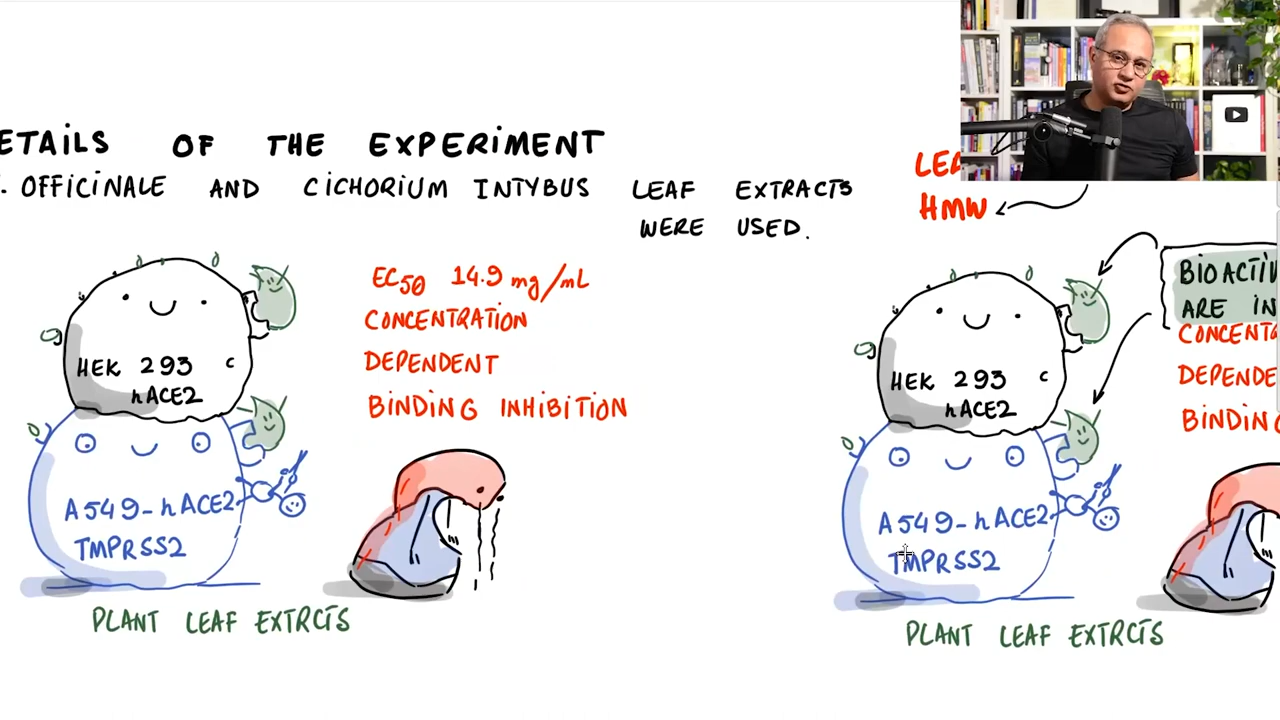 ETAILS OF THE EXPERIMENT
. OFFICINALE AND CICHORIUM INTYBUS LEAF EXTRACTS
WERE USED.
HEK 293 c
hACE2
A549-hACE2
TMPRSS2
PLANT LEAF EXTRCTS
EC50 14.9 mg/mL
CONCENTRATION
DEPENDENT
BINDING INHIBITION
LEA
HMW
HEK 293 c
hACE2
A549-hACE2
TMPRSS2
PLANT LEAF EXTRCTS
BIOACTIV
ARE IN
CONCENT
DEPENDE
BINDING